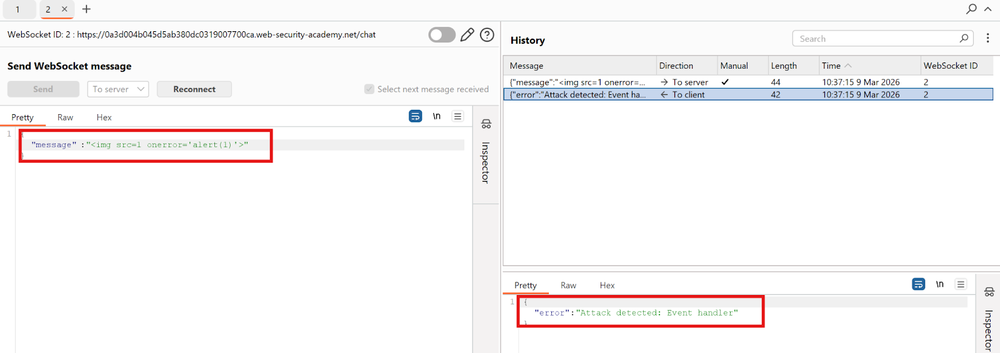 1
2 ×
+
WebSocket ID: 2 : https://0a3d004b045d5ab380dc0319007700ca.web-security-academy.net/chat
Send WebSocket message
Send
To server
Reconnect
Select next message received
Pretty
Raw
Hex
\n
1
{
"message" :"<img src=1 onerror='alert(1)'>"
}
Inspector
History
Search
Message Direction Manual Length Time WebSocket ID
{"message":"<img src=1 onerror=... → To server ✓ 44 10:37:15 9 Mar 2026 2
{"error":"Attack detected: Event ha... ← To client 42 10:37:15 9 Mar 2026 2
Pretty
Raw
Hex
\n
1
{
"error":"Attack detected: Event handler"
}
Inspector